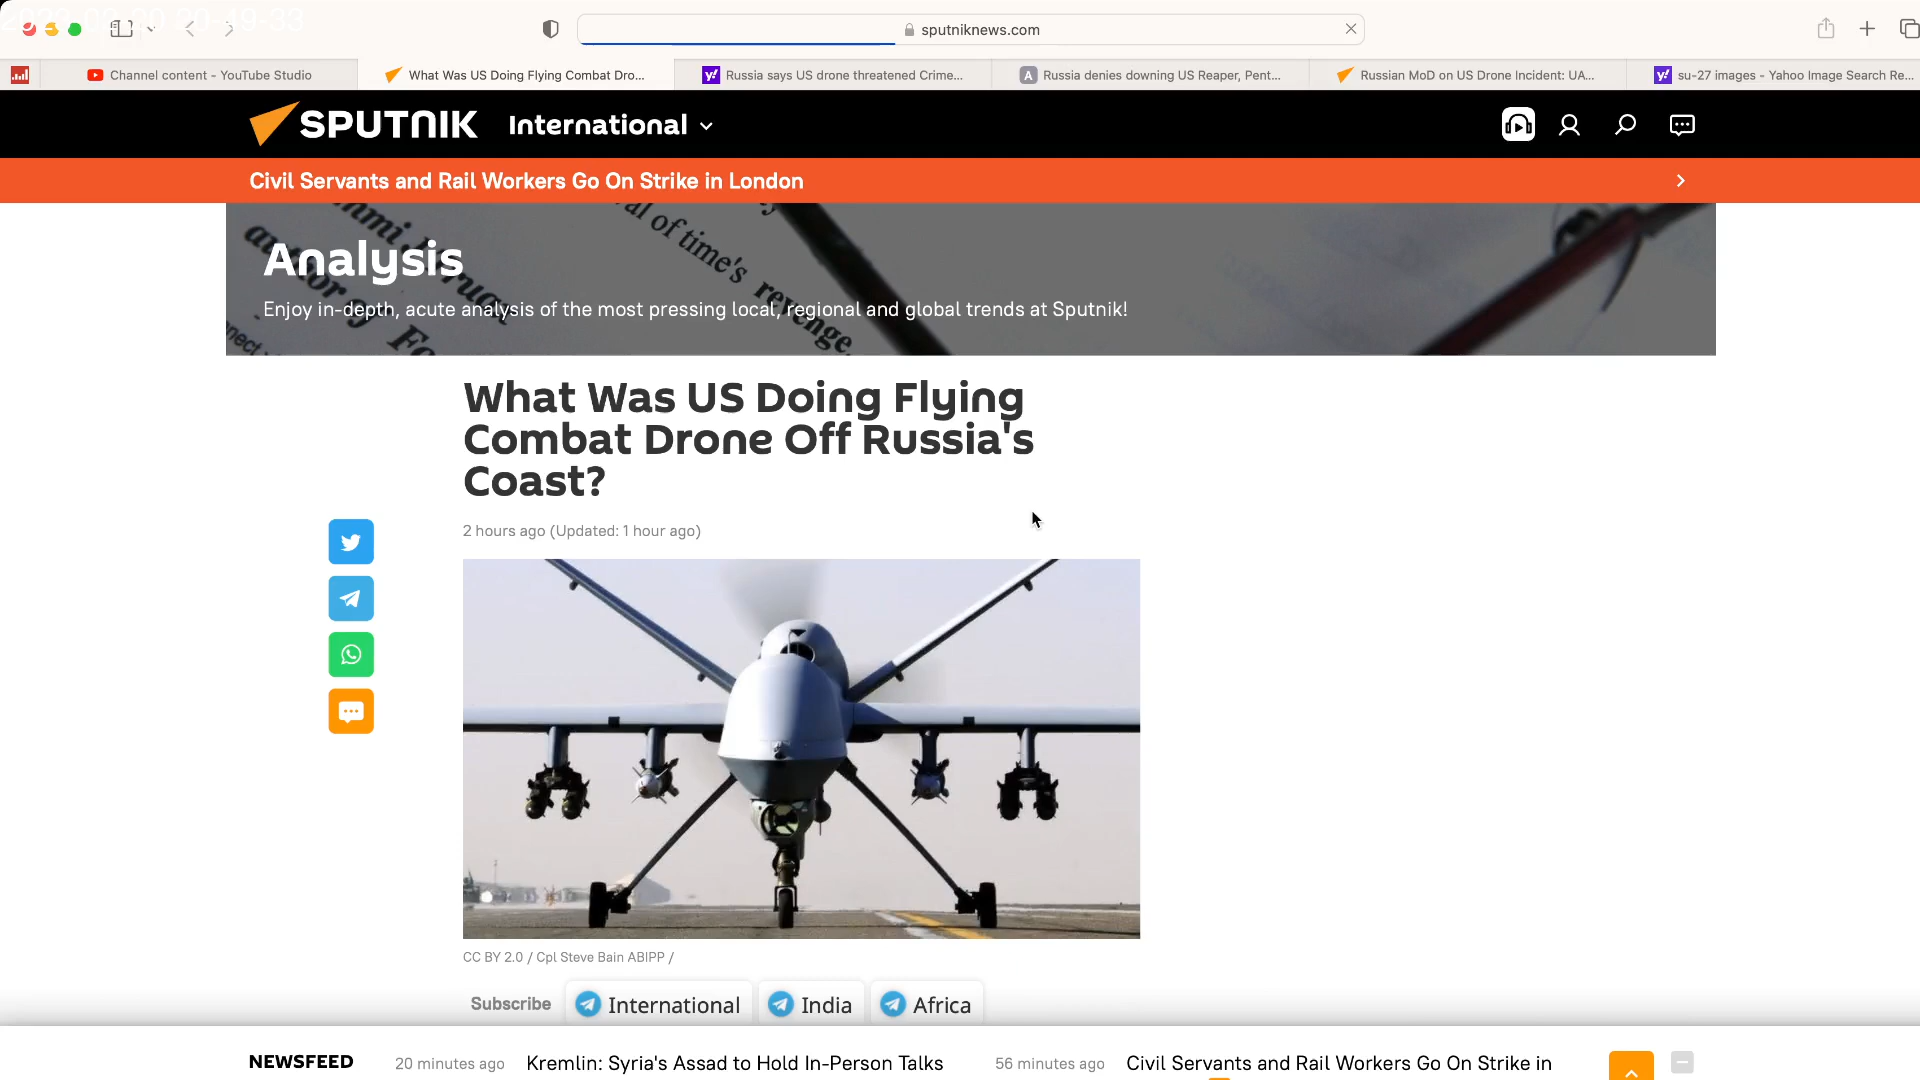 sputniknews.com
Channel content - YouTube Studio
What Was US Doing Flying Combat Dro...
Russia says US drone threatened Crime...
A Russia denies downing US Reaper, Pent...
Russian MoD on US Drone Incident: UA...
su-27 images - Yahoo Image Search Re...
SPUTNIK International
Civil Servants and Rail Workers Go On Strike in London
Analysis
Enjoy in-depth, acute analysis of the most pressing local, regional and global trends at Sputnik!
What Was US Doing Flying
Combat Drone Off Russia's
Coast?
2 hours ago (Updated: 1 hour ago)
CC BY 2.0 / Cpl Steve Bain ABIPP /
Subscribe International India Africa
NEWSFEED 20 minutes ago Kremlin: Syria's Assad to Hold In-Person Talks 56 minutes ago Civil Servants and Rail Workers Go On Strike in